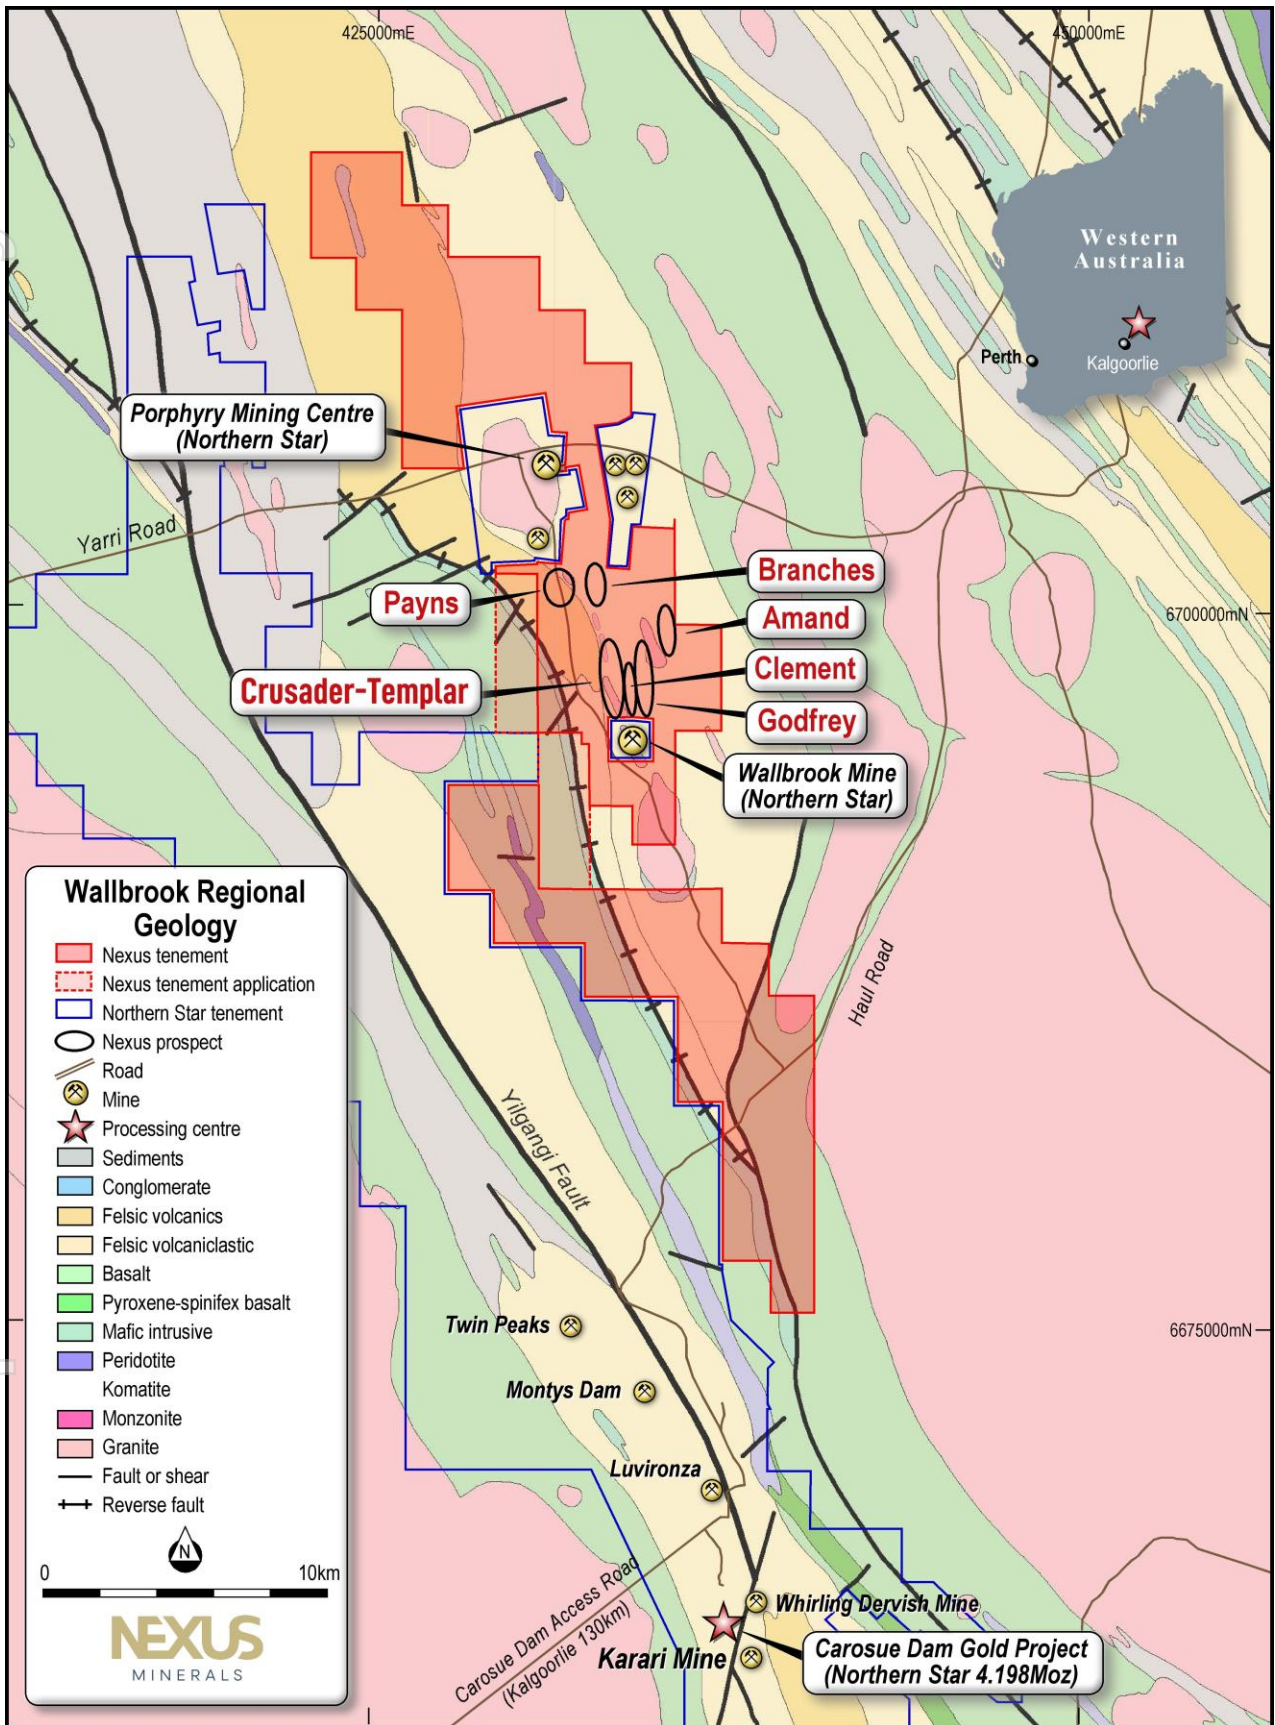 425000mE
450000mE
Western
Australia
Perth
Kalgoorlie
Porphyry Mining Centre
(Northern Star)
Yarri Road
Branches
Payns
Amand
6700000mN
Clement
Crusader-Templar
Godfrey
Wallbrook Mine
(Northern Star)
Haul Road
Yilgangi Fault
Wallbrook Regional
Geology
Nexus tenement
Nexus tenement application
Northern Star tenement
Nexus prospect
Road
Mine
Processing centre
Sediments
Conglomerate
Felsic volcanics
Felsic volcaniclastic
Basalt
Pyroxene-spinifex basalt
Mafic intrusive
Peridotite
Komatite
Monzonite
Granite
Fault or shear
Reverse fault
N
0 10km
NEXUS
MINERALS
Twin Peaks
6675000mN
Montys Dam
Luvironza
Carosue Dam Access Road
(Kalgoorlie 130km)
Whirling Dervish Mine
Karari Mine
Carosue Dam Gold Project
(Northern Star 4.198Moz)